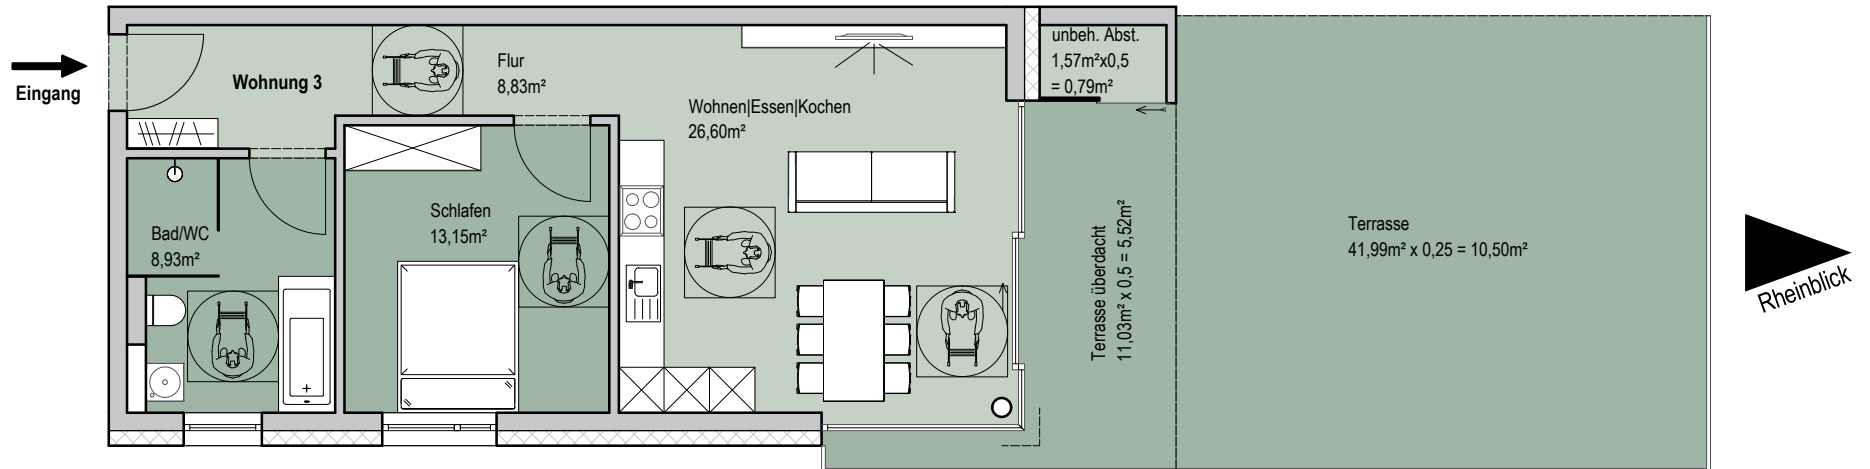 Eingang
Wohnung 3
Flur
8,83m²
unbeh. Abst.
1,57m²x0,5
= 0,79m²
Wohnen|Essen|Kochen
26,60m²
Schlafen
13,15m²
Bad/WC
8,93m²
Terrasse überdacht
11,03m² x 0,5 = 5,52m²
Terrasse
41,99m² x 0,25 = 10,50m²
Rheinblick